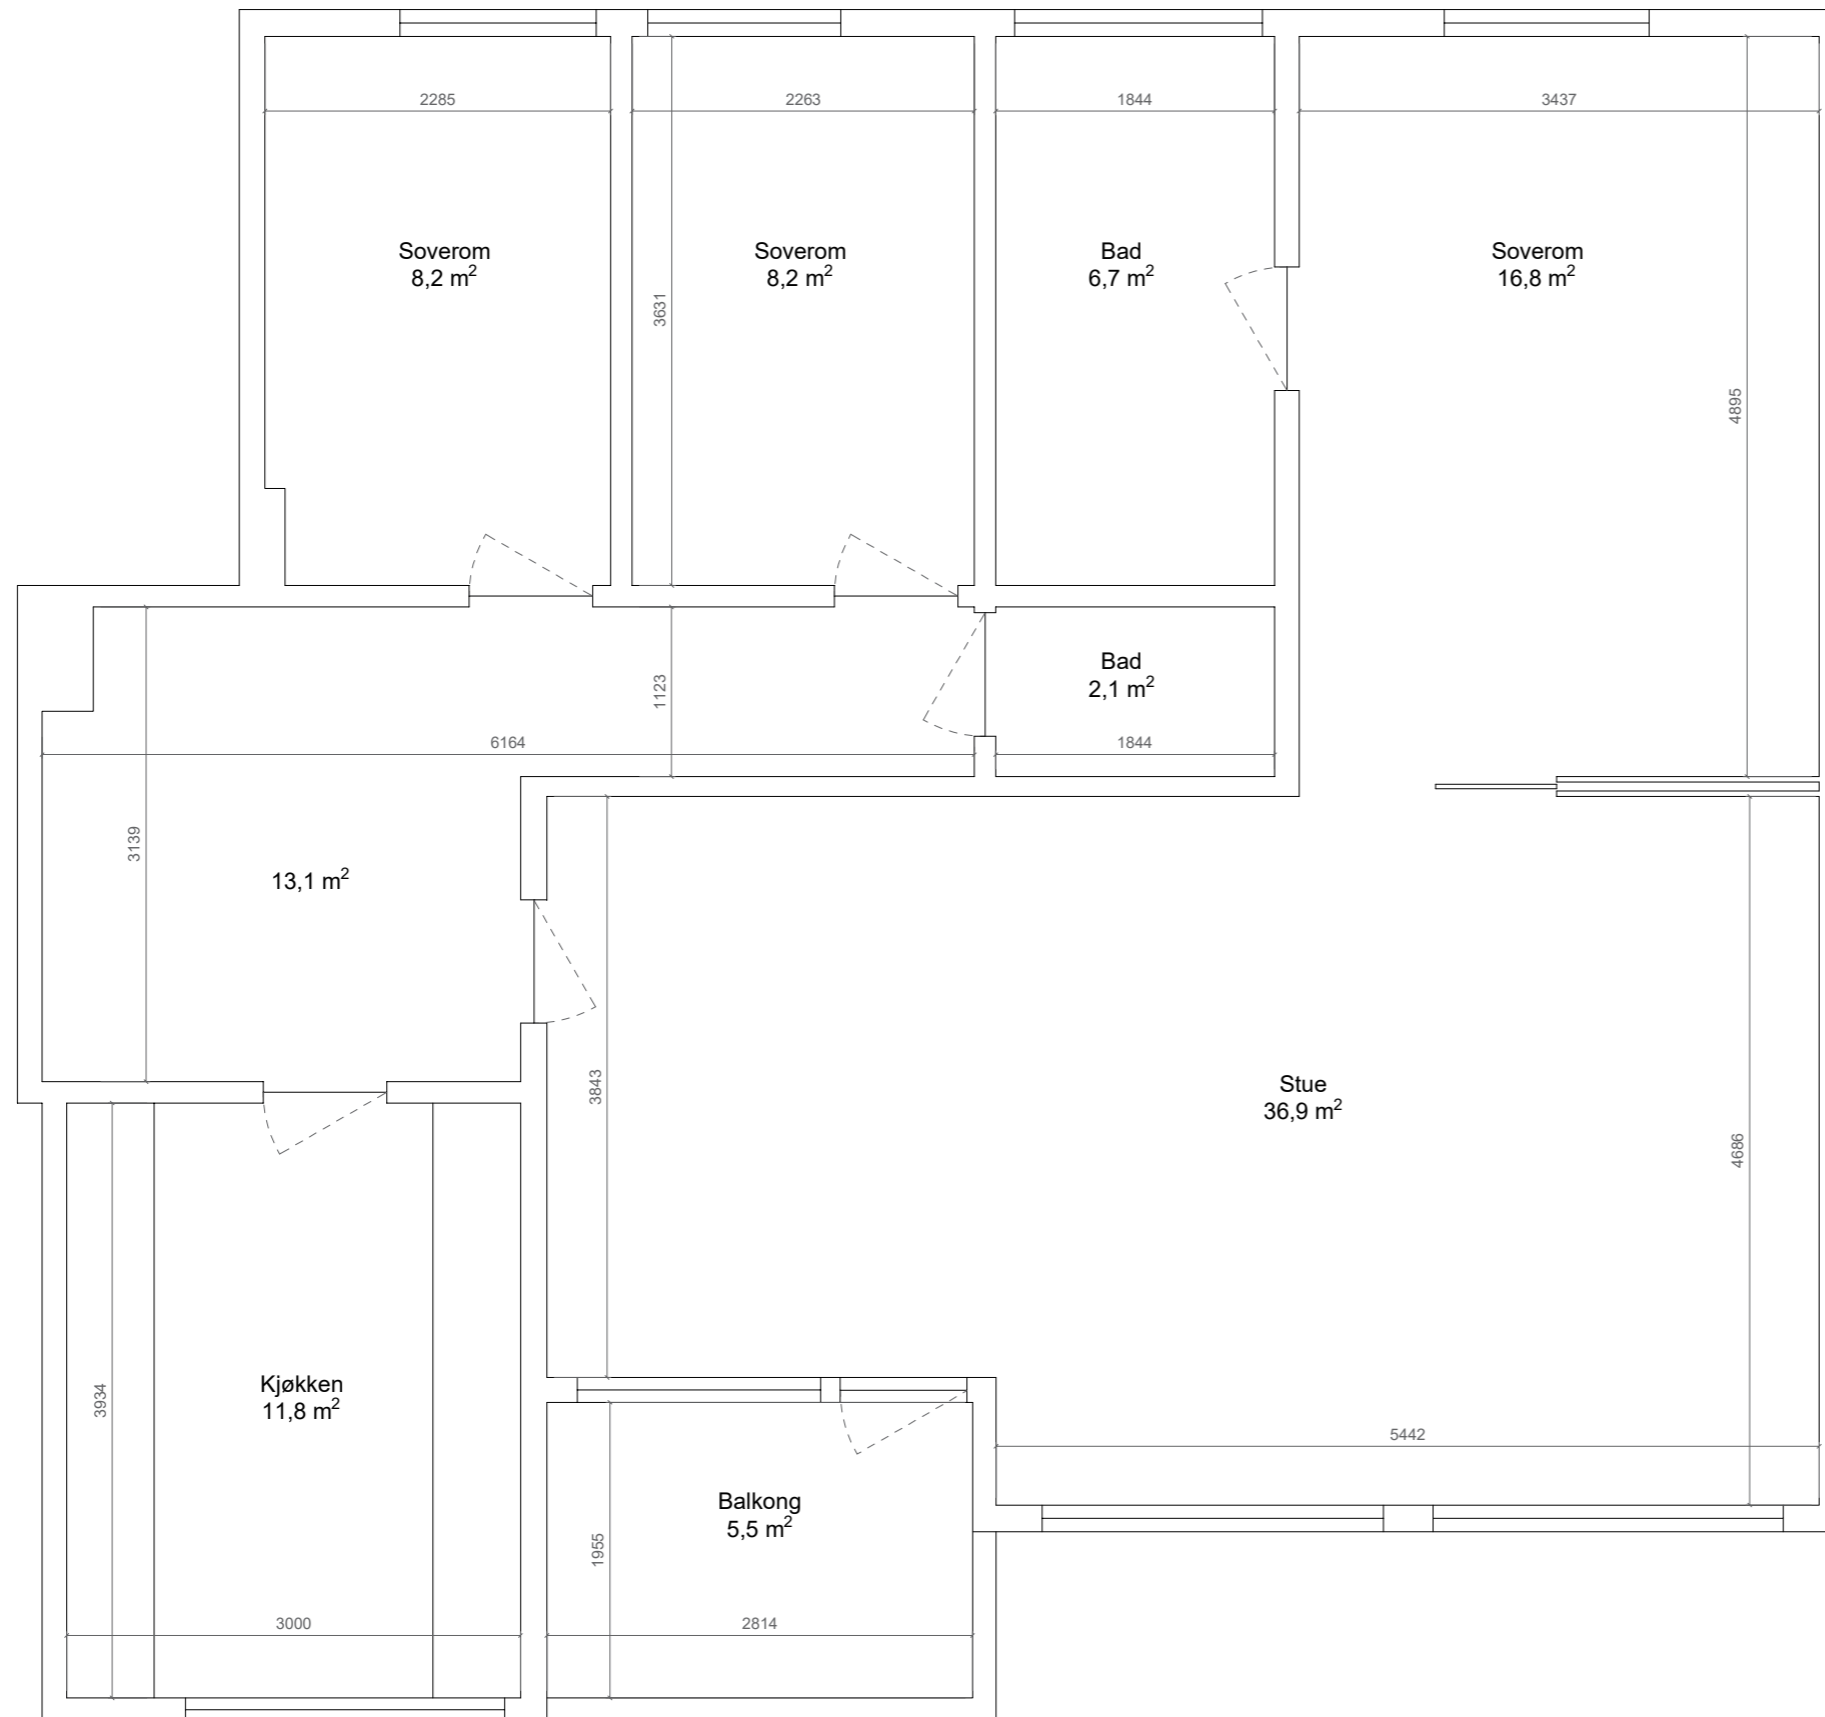 2285
2263
1844
3437
Soverom
8,2 m²
Soverom
8,2 m²
Bad
6,7 m²
Soverom
16,8 m²
3631
4895
Bad
2,1 m²
1123
6164
1844
3139
13,1 m²
3843
Stue
36,9 m²
4686
Kjøkken
11,8 m²
3934
5442
Balkong
5,5 m²
1955
3000
2814